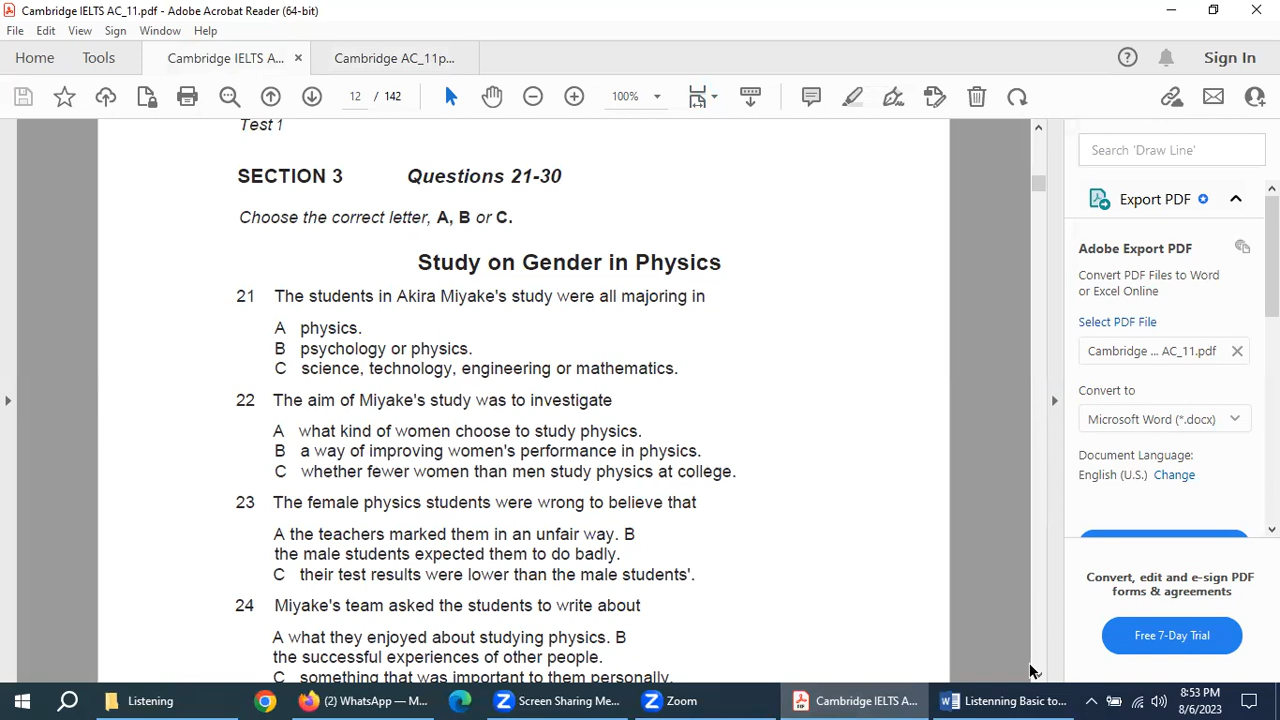 Cambridge IELTS AC_11.pdf - Adobe Acrobat Reader (64-bit)
File Edit View Sign Window Help
Home Tools Cambridge IELTS A... × Cambridge AC_11p... Sign In
12 / 142 100%
Test 1
SECTION 3 Questions 21-30
Choose the correct letter, A, B or C.
Study on Gender in Physics
21 The students in Akira Miyake's study were all majoring in
A physics.
B psychology or physics.
C science, technology, engineering or mathematics.
22 The aim of Miyake's study was to investigate
A what kind of women choose to study physics.
B a way of improving women's performance in physics.
C whether fewer women than men study physics at college.
23 The female physics students were wrong to believe that
A the teachers marked them in an unfair way. B
the male students expected them to do badly.
C their test results were lower than the male students'.
24 Miyake's team asked the students to write about
A what they enjoyed about studying physics. B
the successful experiences of other people.
C something that was important to them personally.
Search 'Draw Line'
Export PDF
Adobe Export PDF
Convert PDF Files to Word
or Excel Online
Select PDF File
Cambridge ... AC_11.pdf
Convert to
Microsoft Word (*.docx)
Document Language:
English (U.S.) Change
Convert, edit and e-sign PDF
forms & agreements
Free 7-Day Trial
Listening
(2) WhatsApp — M...
Screen Sharing Me...
Zoom
Cambridge IELTS A...
Listenning Basic to...
8:53 PM
8/6/2023